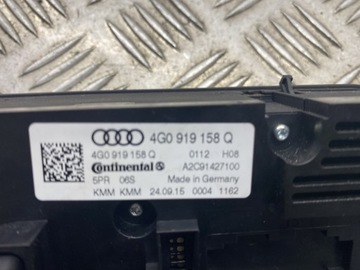 4G0 919 158 Q
4G0 919 158 Q 0112 H08
Continental A2C91427100
5PR 06S Made in Germany
KMM KMM 24.09.15 0004 1162